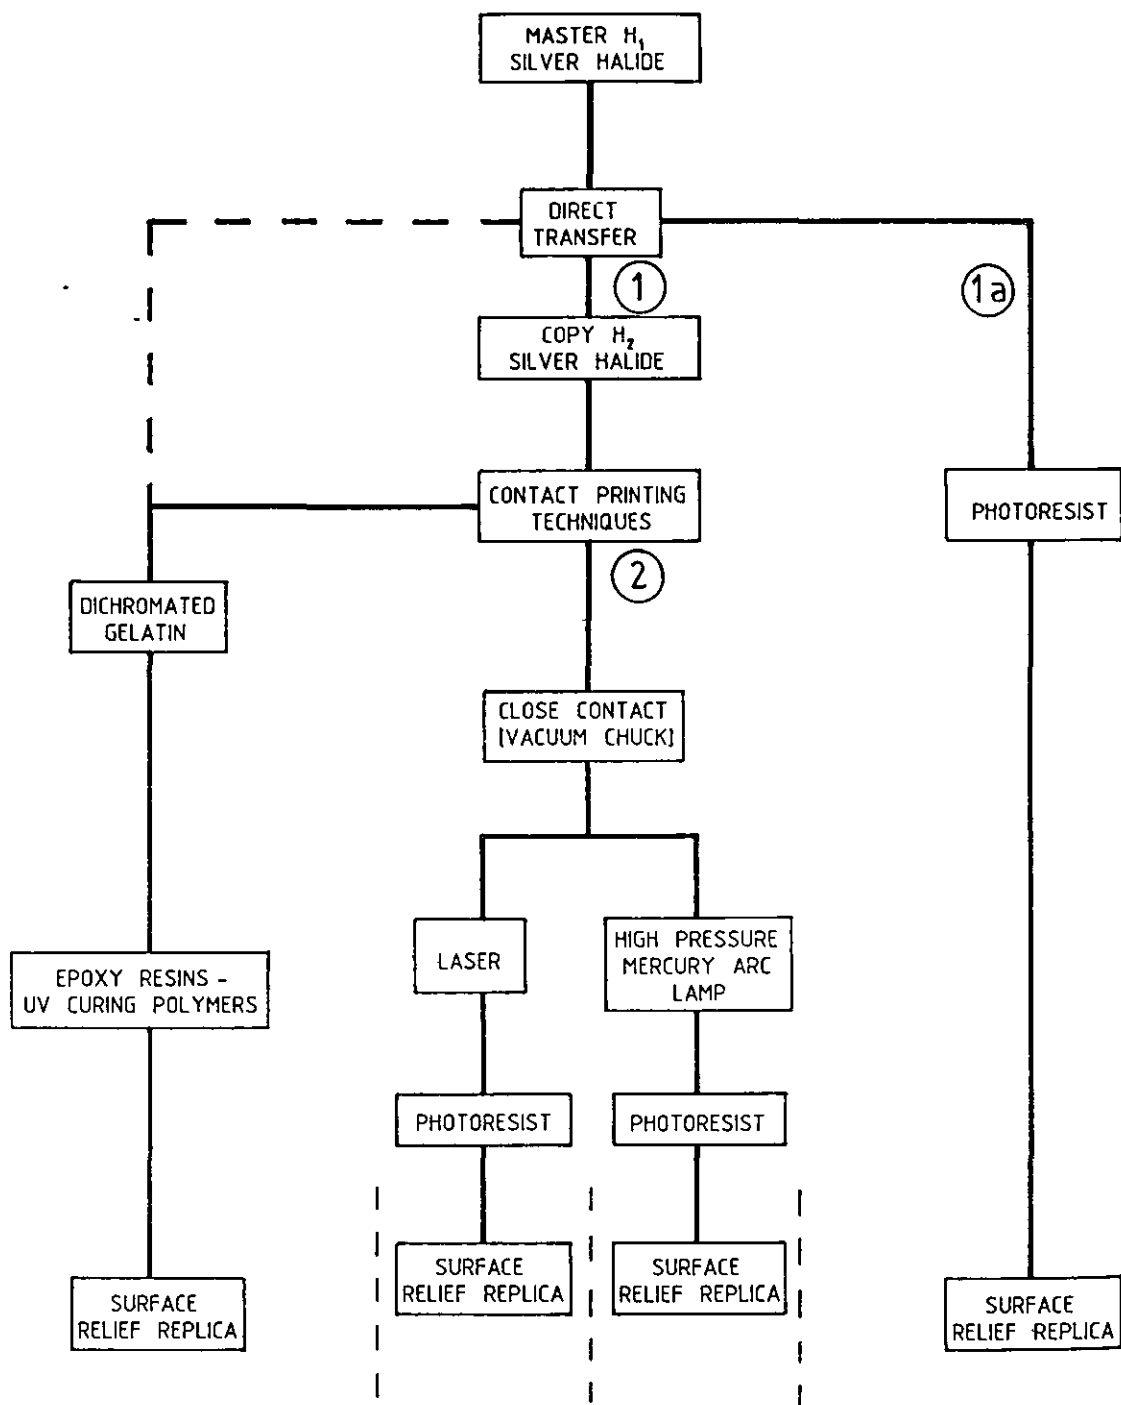 MASTER H₁
SILVER HALIDE
DIRECT
TRANSFER
1
1a
COPY H₂
SILVER HALIDE
CONTACT PRINTING
TECHNIQUES
PHOTORESIST
2
DICHROMATED
GELATIN
CLOSE CONTACT
[VACUUM CHUCK]
LASER
HIGH PRESSURE
MERCURY ARC
LAMP
EPOXY RESINS -
UV CURING POLYMERS
PHOTORESIST
PHOTORESIST
SURFACE
RELIEF REPLICA
SURFACE
RELIEF REPLICA
SURFACE
RELIEF REPLICA
SURFACE
RELIEF REPLICA